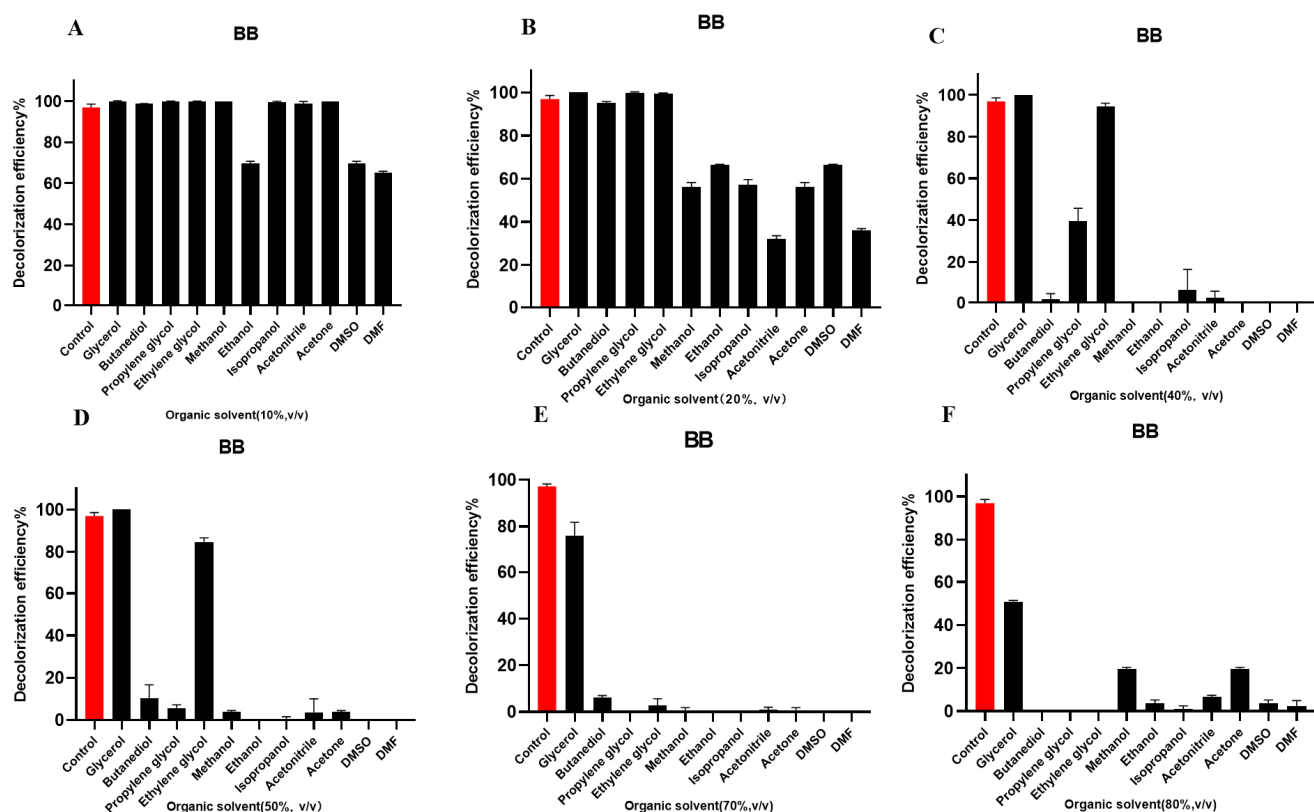 A
BB
Decolorization efficiency%
100
80
60
40
20
0
Control
Glycerol
Butanediol
Propylene glycol
Ethylene glycol
Methanol
Ethanol
Isopropanol
Acetonitrile
Acetone
DMSO
DMF
Organic solvent(10%,v/v)
B
BB
Decolorization efficiency%
100
80
60
40
20
0
Control
Glycerol
Butanediol
Propylene glycol
Ethylene glycol
Methanol
Ethanol
Isopropanol
Acetonitrile
Acetone
DMSO
DMF
Organic solvent(20%, v/v)
C
BB
Decolorization efficiency%
100
80
60
40
20
0
Control
Glycerol
Butanediol
Propylene glycol
Ethylene glycol
Methanol
Ethanol
Isopropanol
Acetonitrile
Acetone
DMSO
DMF
Organic solvent(40%, v/v)
D
BB
Decolorization efficiency%
100
80
60
40
20
0
Control
Glycerol
Butanediol
Propylene glycol
Ethylene glycol
Methanol
Ethanol
Isopropanol
Acetonitrile
Acetone
DMSO
DMF
Organic solvent(50%, v/v)
E
BB
Decolorization efficiency%
100
80
60
40
20
0
Control
Glycerol
Butanediol
Propylene glycol
Ethylene glycol
Methanol
Ethanol
Isopropanol
Acetonitrile
Acetone
DMSO
DMF
Organic solvent(70%,v/v)
F
BB
Decolorization efficiency%
100
80
60
40
20
0
Control
Glycerol
Butanediol
Propylene glycol
Ethylene glycol
Methanol
Ethanol
Isopropanol
Acetonitrile
Acetone
DMSO
DMF
Organic solvent(80%,v/v)